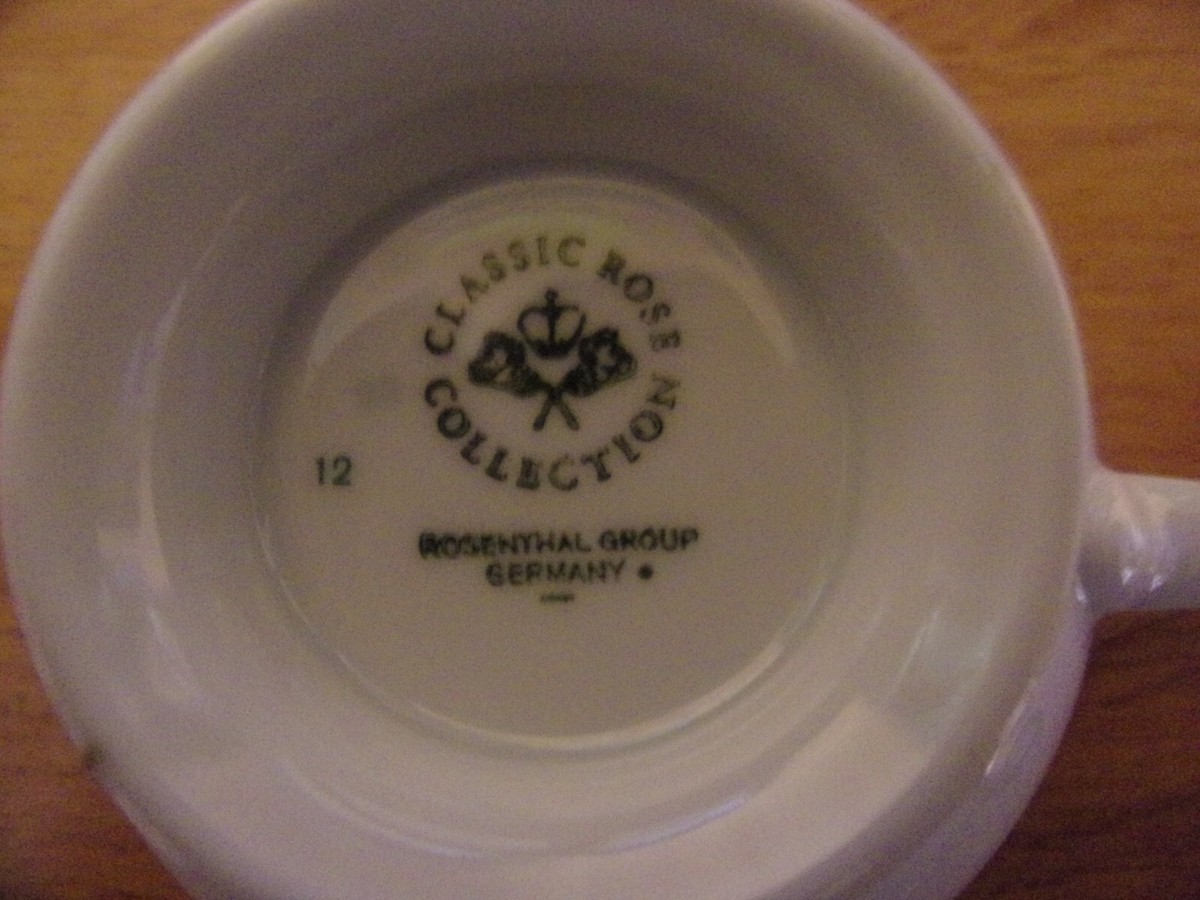 CLASSIC ROSE
COLLECTION
12
ROSENTHAL GROUP
GERMANY